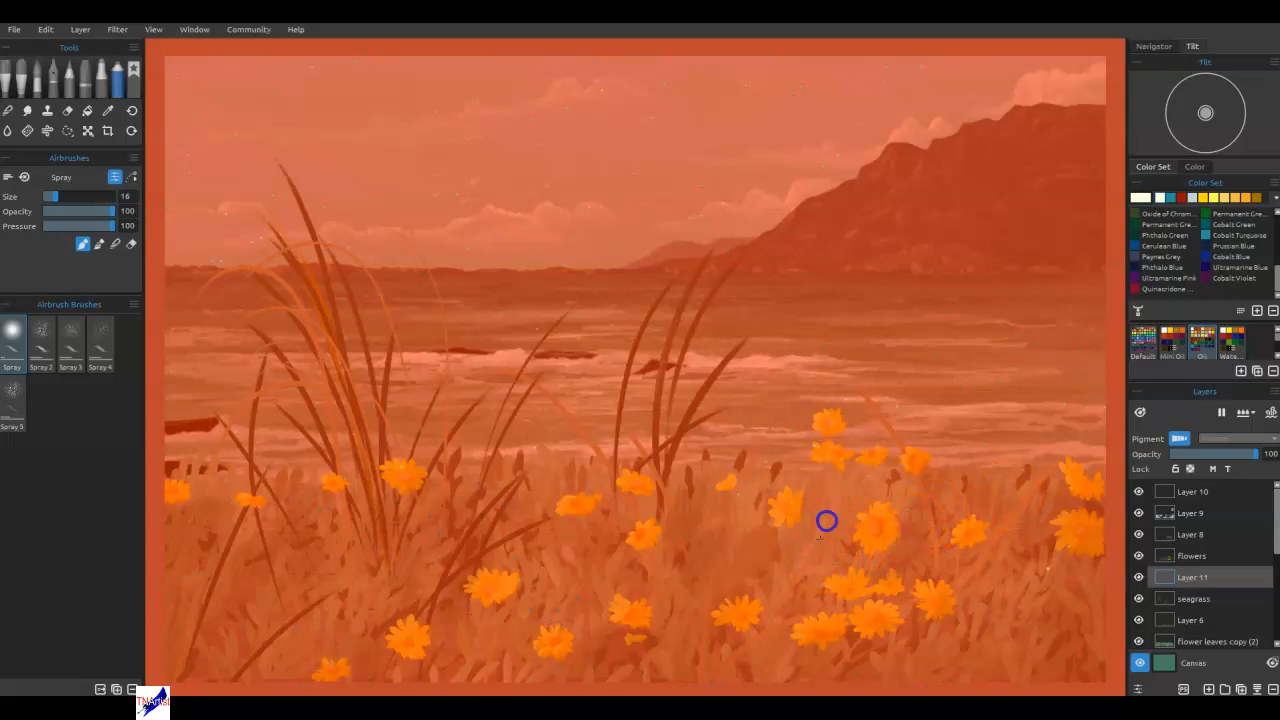 File Edit Layer Filter View Window Community Help
Tools
Navigator Tilt
Tilt
Airbrushes
Spray
Size 16
Opacity 100
Pressure 100
Airbrush Brushes
Spray Spray 2 Spray 3 Spray 4
Spray 5
Color Set Color
Color Set
Oxide of Chrom... Permanent Gre...
Permanent Gre... Cobalt Green
Phthalo Green Cobalt Turquoise
Cerulean Blue Prussian Blue
Paynes Grey Cobalt Blue
Phthalo Blue Ultramarine Blue
Ultramarine Pink Cobalt Violet
Quinacridone ...
Default Mini Oil Oil Wate...
Layers
Pigment
Opacity 100
Lock M T
Layer 10
Layer 9
Layer 8
flowers
Layer 11
seagrass
Layer 6
flower leaves copy (2)
Canvas
PS
TNArtist